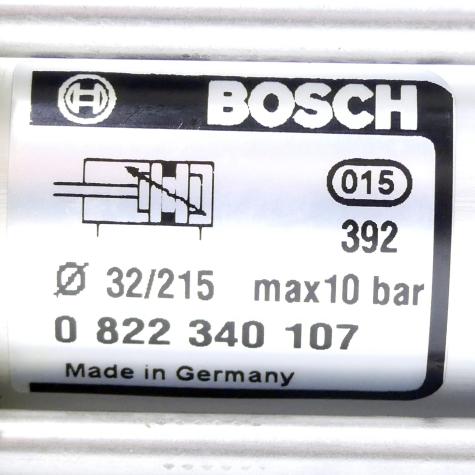 BOSCH
015
392
Ø 32/215 max10 bar
0 822 340 107
Made in Germany